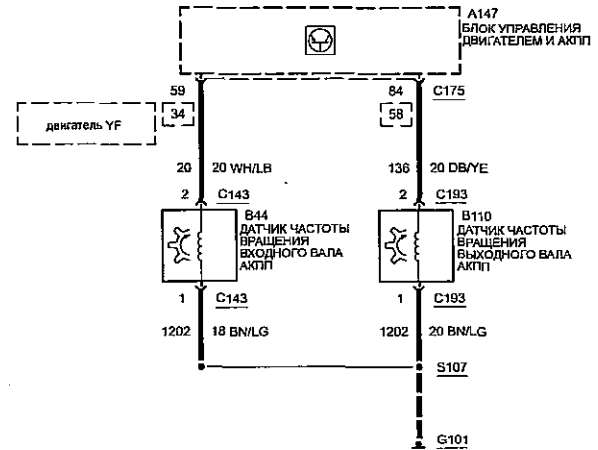 A147
БЛОК УПРАВЛЕНИЯ
ДВИГАТЕЛЕМ И АКПП
59
84
C175
двигатель YF
34
58
20
20 WH/LB
136
20 DB/YE
2
C143
2
C193
B44
ДАТЧИК ЧАСТОТЫ
ВРАЩЕНИЯ
ВХОДНОГО ВАЛА
АКПП
B110
ДАТЧИК ЧАСТОТЫ
ВРАЩЕНИЯ
ВЫХОДНОГО ВАЛА
АКПП
1
C143
1
C193
1202
18 BN/LG
1202
20 BN/LG
S107
G101